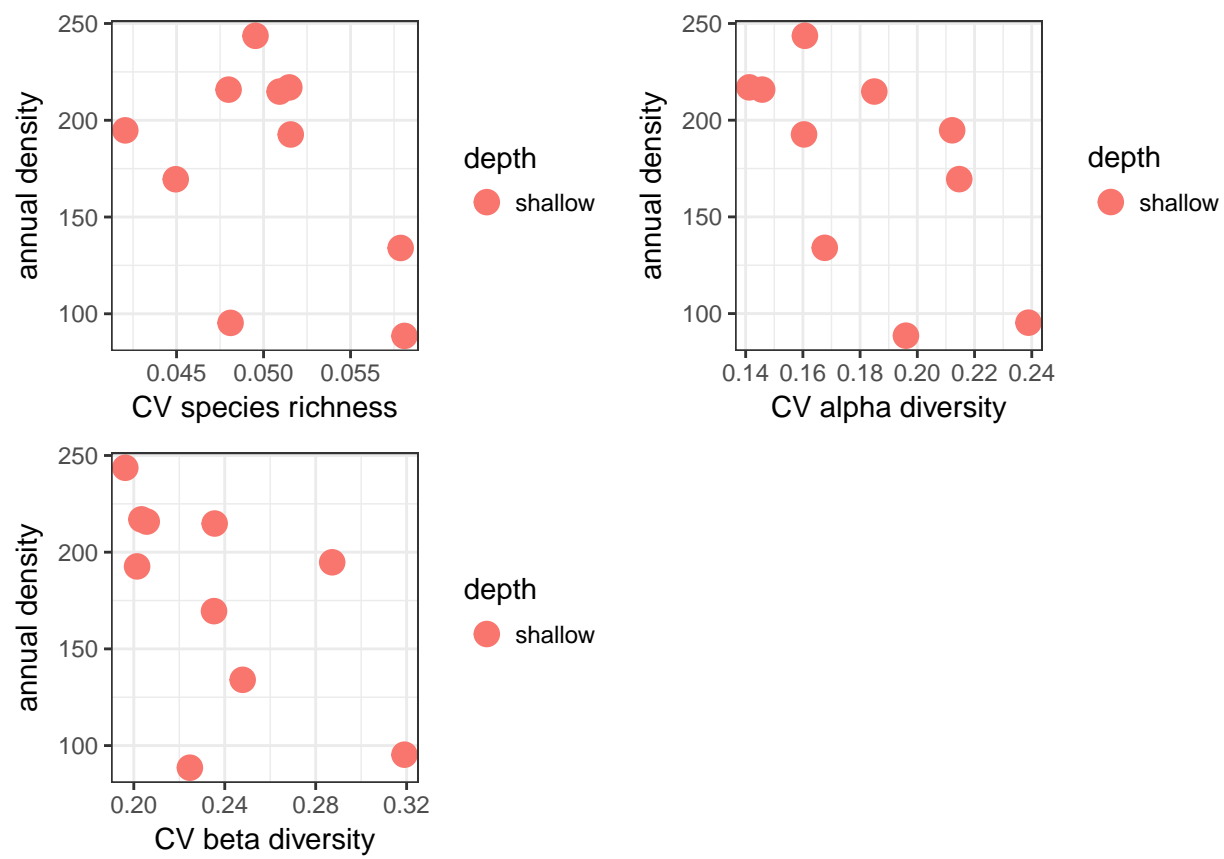 annual density
250
200
150
100
0.045 0.050 0.055
CV species richness
depth
shallow
annual density
250
200
150
100
0.14 0.16 0.18 0.20 0.22 0.24
CV alpha diversity
depth
shallow
annual density
250
200
150
100
0.20 0.24 0.28 0.32
CV beta diversity
depth
shallow